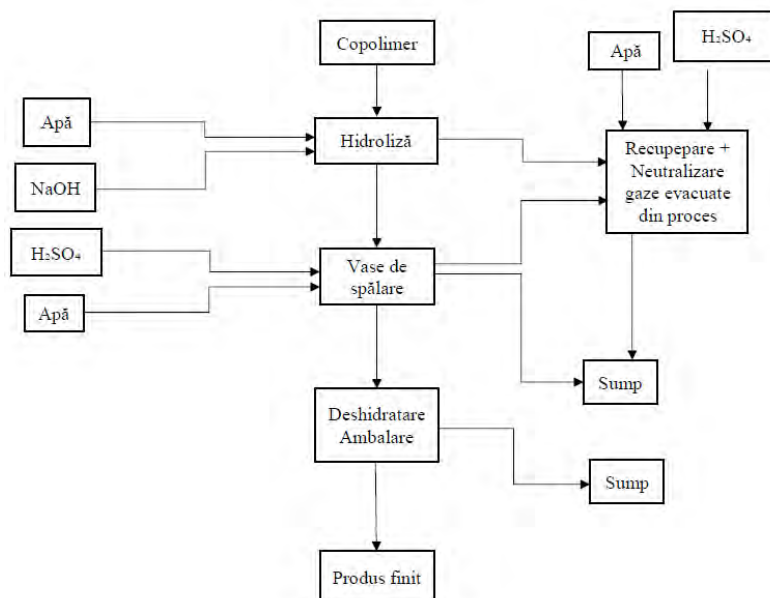 Copolimer
Apă
H₂SO₄
Apă
Hidroliză
Recupepare +
Neutralizare
gaze evacuate
din proces
NaOH
H₂SO₄
Vase de
spălare
Apă
Sump
Deshidratare
Ambalare
Sump
Produs finit